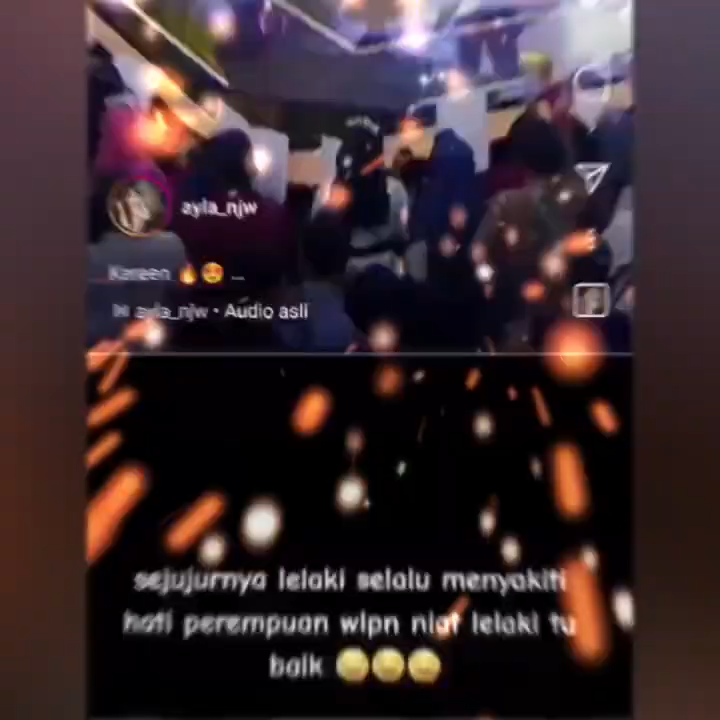 ayla_njw
Kareen 🔥😍 ...
ayla_njw • Audio asli
sejujurnya lelaki selalu menyakiti
hati perempuan wlpn niat lelaki tu
baik 😔😔😔